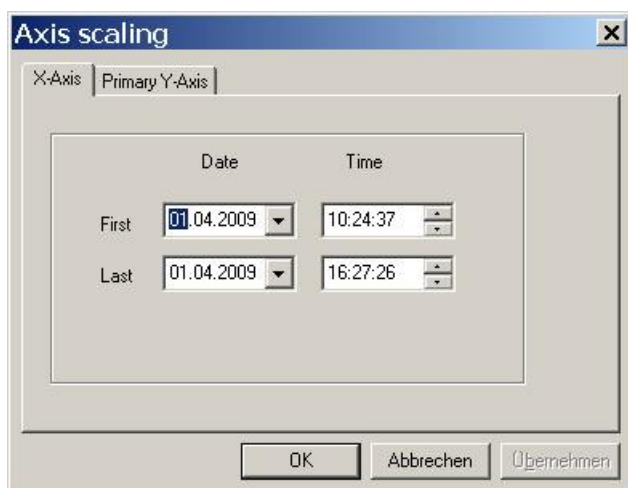 Axis scaling
X-Axis Primary Y-Axis
Date Time
First 01.04.2009 10:24:37
Last 01.04.2009 16:27:26
OK Abbrechen Übernehmen